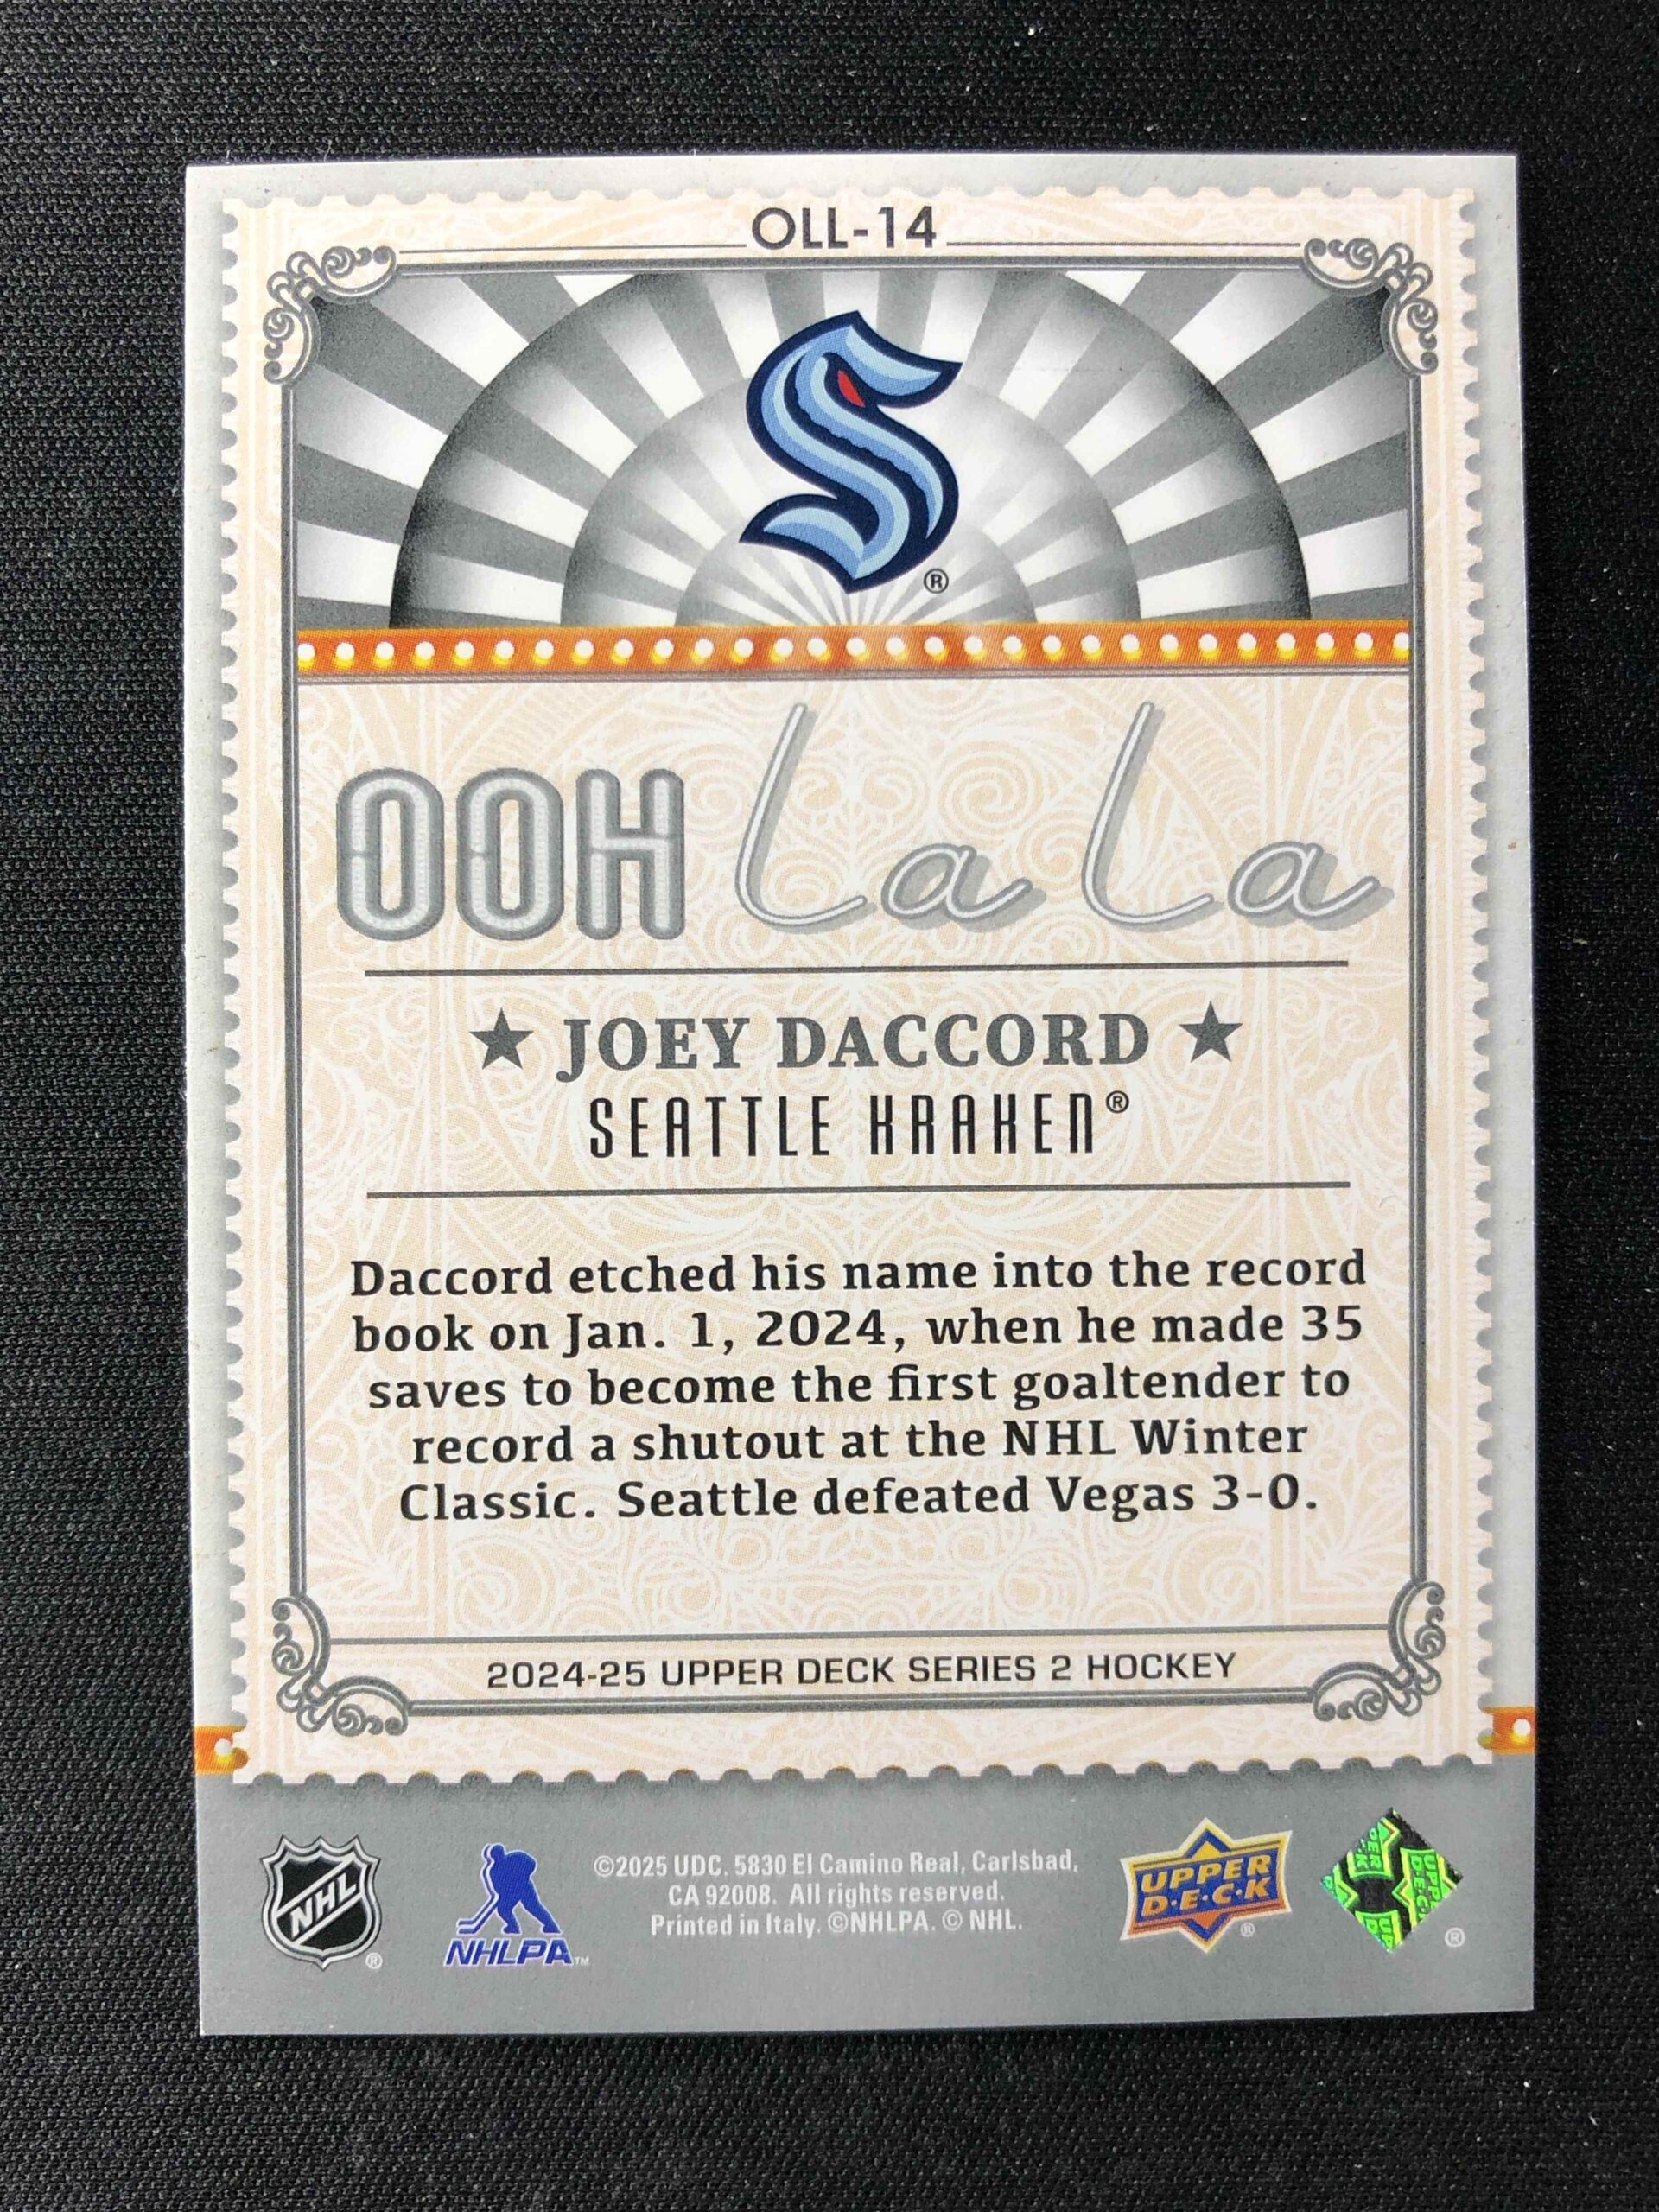 OLL-14
®
OOH La La
★ JOEY DACCORD ★
SEATTLE KRAKEN®
Daccord etched his name into the record
book on Jan. 1, 2024, when he made 35
saves to become the first goaltender to
record a shutout at the NHL Winter
Classic. Seattle defeated Vegas 3-0.
2024-25 UPPER DECK SERIES 2 HOCKEY
NHL ®
NHLPA™
©2025 UDC. 5830 El Camino Real, Carlsbad,
CA 92008. All rights reserved.
Printed in Italy. ©NHLPA. © NHL.
UPPER
D·E·C·K ®
®